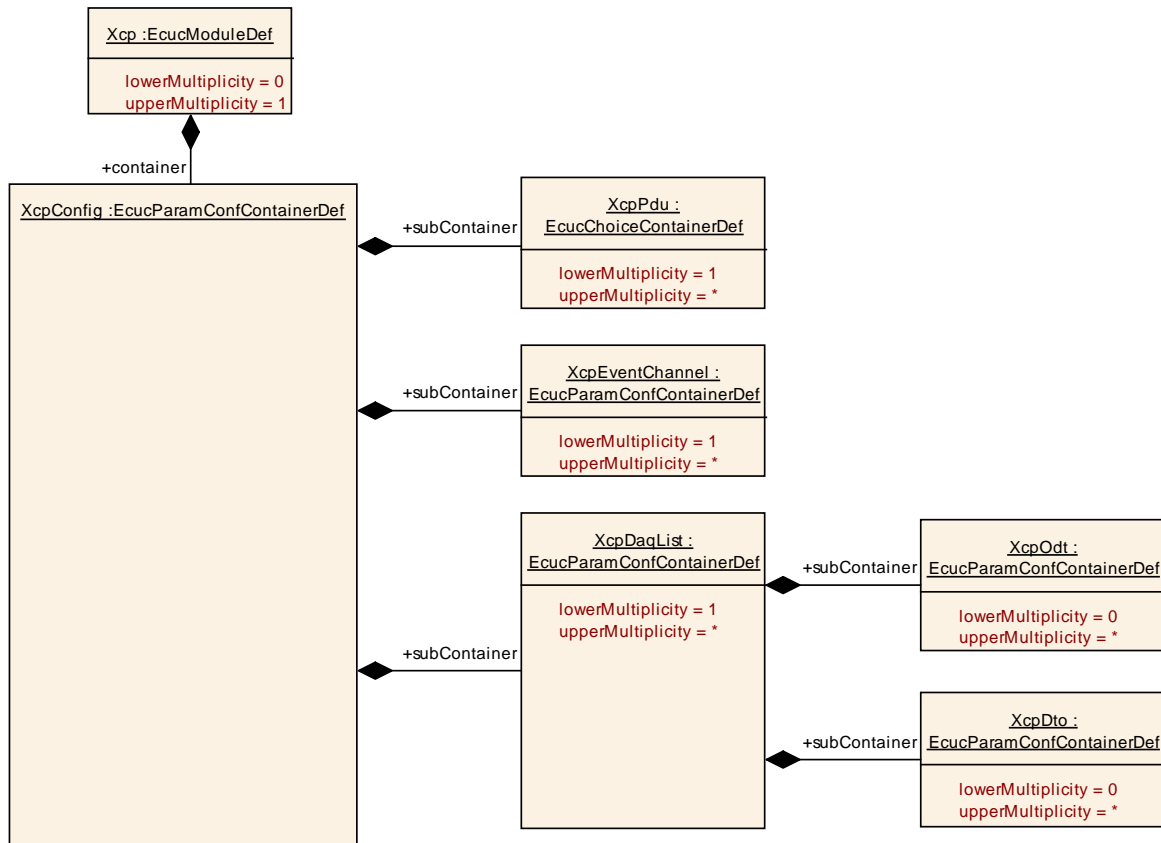 Xcp :EcucModuleDef
lowerMultiplicity = 0
upperMultiplicity = 1
+container
XcpConfig :EcucParamConfContainerDef
+subContainer
XcpPdu :
EcucChoiceContainerDef
lowerMultiplicity = 1
upperMultiplicity = *
+subContainer
XcpEventChannel :
EcucParamConfContainerDef
lowerMultiplicity = 1
upperMultiplicity = *
+subContainer
XcpDaqList :
EcucParamConfContainerDef
lowerMultiplicity = 1
upperMultiplicity = *
+subContainer
XcpOdt :
EcucParamConfContainerDef
lowerMultiplicity = 0
upperMultiplicity = *
+subContainer
XcpDto :
EcucParamConfContainerDef
lowerMultiplicity = 0
upperMultiplicity = *